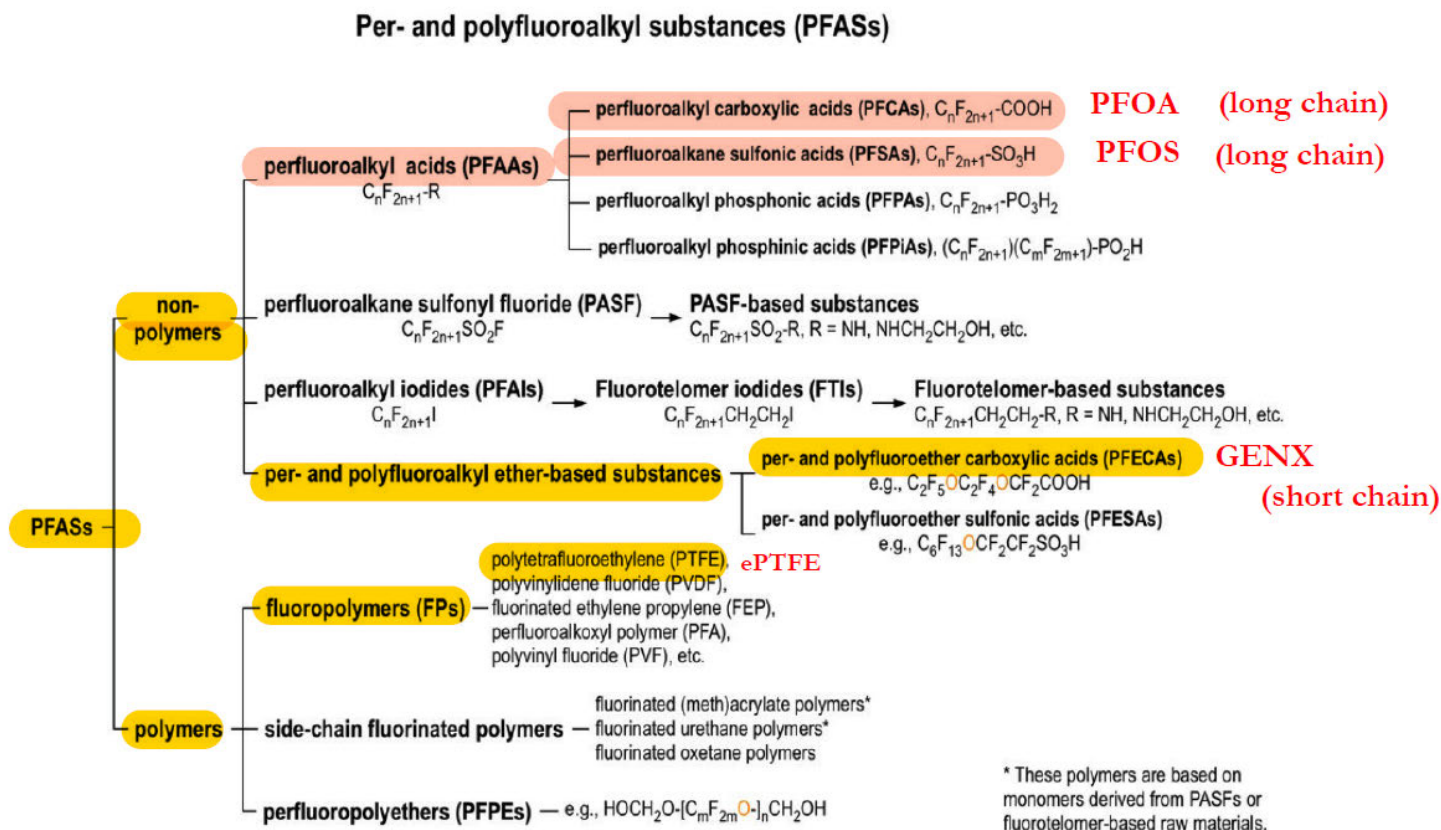 Per- and polyfluoroalkyl substances (PFASs)
perfluoroalkyl carboxylic acids (PFCAs), CnF2n+1-COOH PFOA (long chain)
perfluoroalkane sulfonic acids (PFSAs), CnF2n+1-SO3H PFOS (long chain)
perfluoroalkyl acids (PFAAs)
CnF2n+1-R
perfluoroalkyl phosphonic acids (PFPAs), CnF2n+1-PO3H2
perfluoroalkyl phosphinic acids (PFPiAs), (CnF2n+1)(CmF2m+1)-PO2H
non-
polymers
perfluoroalkane sulfonyl fluoride (PASF) → PASF-based substances
CnF2n+1SO2F CnF2n+1SO2-R, R = NH, NHCH2CH2OH, etc.
perfluoroalkyl iodides (PFAIs) → Fluorotelomer iodides (FTIs) → Fluorotelomer-based substances
CnF2n+1I CnF2n+1CH2CH2I CnF2n+1CH2CH2-R, R = NH, NHCH2CH2OH, etc.
per- and polyfluoroalkyl ether-based substances
per- and polyfluoroether carboxylic acids (PFECAs) GENX
e.g., C2F5OC2F4OCF2COOH (short chain)
per- and polyfluoroether sulfonic acids (PFESAs)
e.g., C6F13OCF2CF2SO3H
PFASs
polytetrafluoroethylene (PTFE), ePTFE
polyvinylidene fluoride (PVDF),
fluoropolymers (FPs)
fluorinated ethylene propylene (FEP),
perfluoroalkoxyl polymer (PFA),
polyvinyl fluoride (PVF), etc.
polymers
side-chain fluorinated polymers
fluorinated (meth)acrylate polymers*
fluorinated urethane polymers*
fluorinated oxetane polymers
perfluoropolyethers (PFPEs)
e.g., HOCH2O-[CmF2mO-]nCH2OH
* These polymers are based on
monomers derived from PASFs or
fluorotelomer-based raw materials.